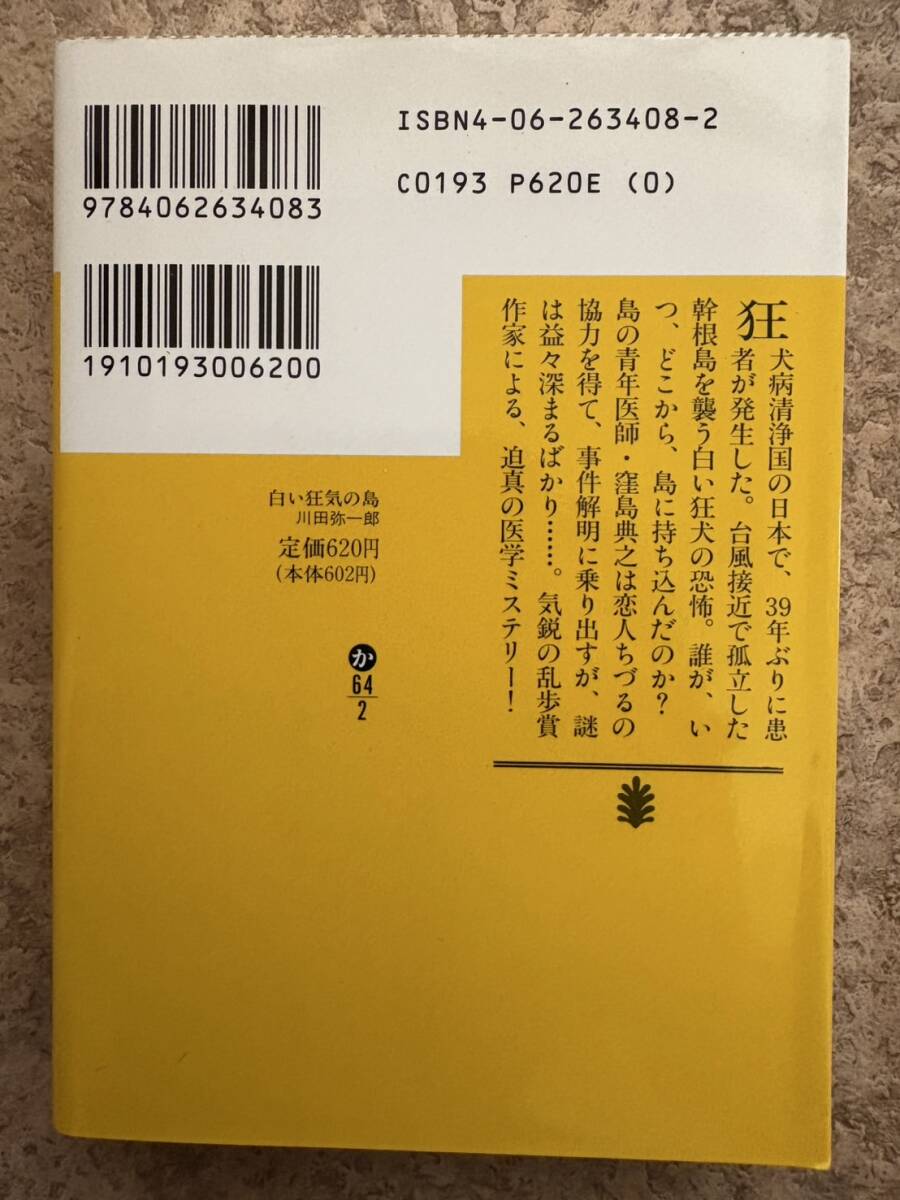 ISBN4-06-263408-2
C0193 P620E (0)
9784062634083
1910193006200
狂犬病清浄国の日本で、39年ぶりに患
者が発生した。台風接近で孤立した
幹根島を襲う白い狂犬の恐怖。誰が、い
つ、どこから、島に持ち込んだのか?
島の青年医師・窪島典之は恋人ちづるの
協力を得て、事件解明に乗り出すが、謎
は益々深まるばかり……。気鋭の乱歩賞
作家による、迫真の医学ミステリー!
白い狂気の島
川田弥一郎
定価620円
(本体602円)
か
64
2